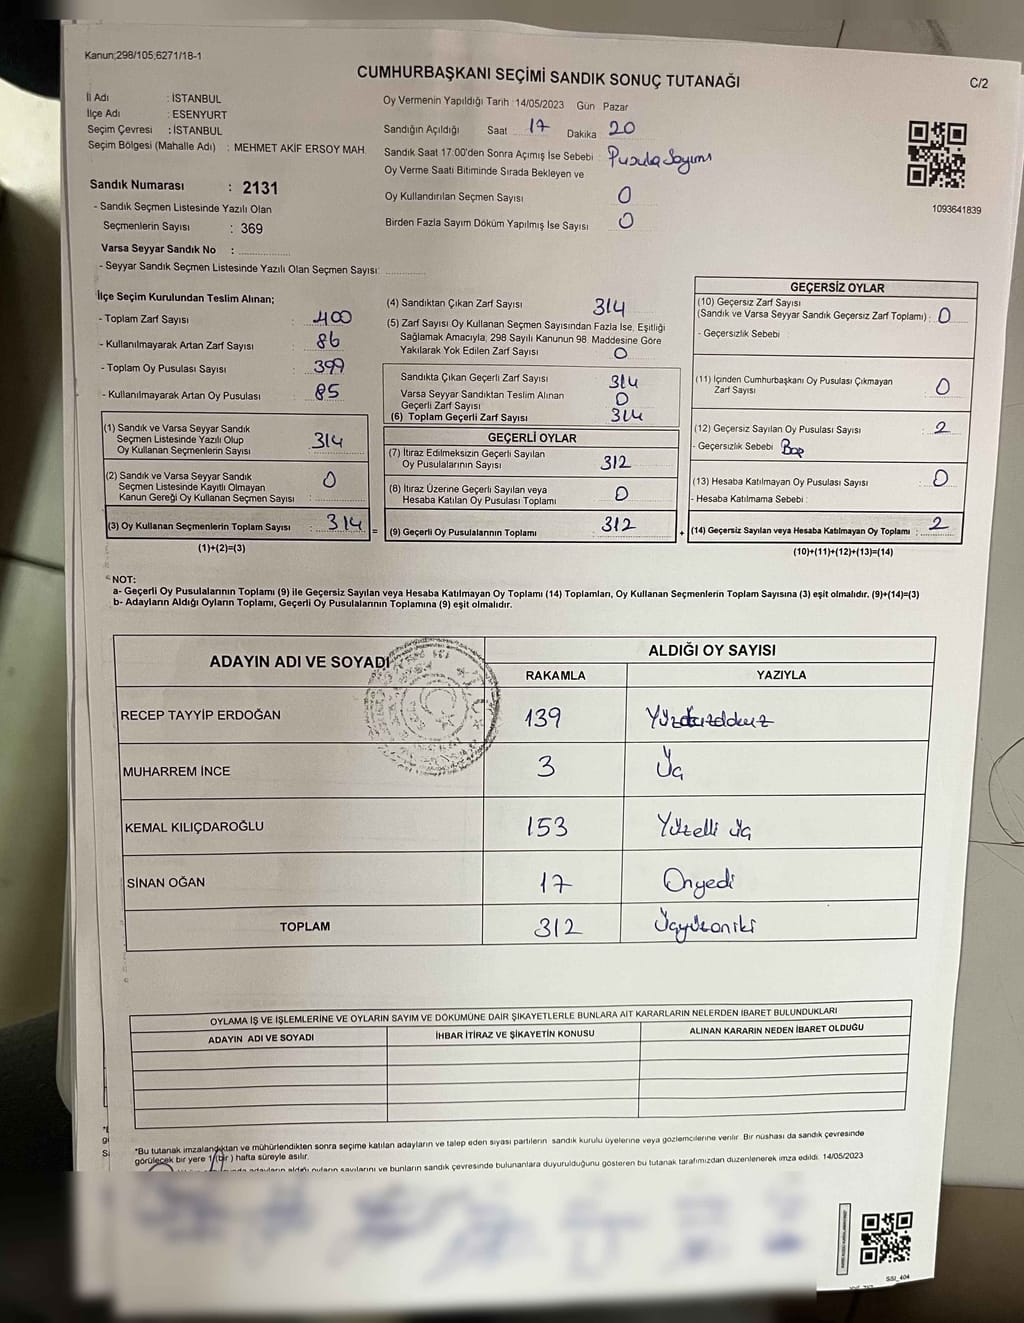 Kanun;298/105;6271/18-1
CUMHURBAŞKANI SEÇİMİ SANDIK SONUÇ TUTANAĞI
C/2
İl Adı : İSTANBUL
İlçe Adı : ESENYURT
Seçim Çevresi : İSTANBUL
Seçim Bölgesi (Mahalle Adı) : MEHMET AKİF ERSOY MAH
Sandık Numarası : 2131
- Sandık Seçmen Listesinde Yazılı Olan
Seçmenlerin Sayısı : 369
Varsa Seyyar Sandık No :
- Seyyar Sandık Seçmen Listesinde Yazılı Olan Seçmen Sayısı:
Oy Vermenin Yapıldığı Tarih :14/05/2023 Gün Pazar
Sandığın Açıldığı Saat 17 Dakika 20
Sandık Saat 17:00'den Sonra Açımış İse Sebebi : Pusula Sayımı
Oy Verme Saati Bitiminde Sırada Bekleyen ve
Oy Kullandırılan Seçmen Sayısı 0
Birden Fazla Sayım Döküm Yapılmış İse Sayısı 0
1093641839
İlçe Seçim Kurulundan Teslim Alınan;
- Toplam Zarf Sayısı : 400
- Kullanılmayarak Artan Zarf Sayısı : 86
- Toplam Oy Pusulası Sayısı : 399
- Kullanılmayarak Artan Oy Pusulası : 85
(1) Sandık ve Varsa Seyyar Sandık
Seçmen Listesinde Yazılı Olup
Oy Kullanan Seçmenlerin Sayısı : 314
(2) Sandık ve Varsa Seyyar Sandık
Seçmen Listesinde Kayıtlı Olmayan
Kanun Gereği Oy Kullanan Seçmen Sayısı : 0
(3) Oy Kullanan Seçmenlerin Toplam Sayısı : 314 =
(1)+(2)=(3)
(4) Sandıktan Çıkan Zarf Sayısı 314
(5) Zarf Sayısı Oy Kullanan Seçmen Sayısından Fazla İse, Eşitliği
Sağlamak Amacıyla; 298 Sayılı Kanunun 98. Maddesine Göre
Yakılarak Yok Edilen Zarf Sayısı 0
Sandıkta Çıkan Geçerli Zarf Sayısı 314
Varsa Seyyar Sandıktan Teslim Alınan
Geçerli Zarf Sayısı 0
(6) Toplam Geçerli Zarf Sayısı 314
GEÇERLİ OYLAR
(7) İtiraz Edilmeksizin Geçerli Sayılan
Oy Pusulalarının Sayısı 312
(8) İtiraz Üzerine Geçerli Sayılan veya
Hesaba Katılan Oy Pusulası Toplamı 0
(9) Geçerli Oy Pusulalarının Toplamı 312 +
GEÇERSİZ OYLAR
(10) Geçersiz Zarf Sayısı
(Sandık ve Varsa Seyyar Sandık Geçersiz Zarf Toplamı) : 0
- Geçersizlik Sebebi :
(11) İçinden Cumhurbaşkanı Oy Pusulası Çıkmayan
Zarf Sayısı 0
(12) Geçersiz Sayılan Oy Pusulası Sayısı : 2
- Geçersizlik Sebebi : Boş
(13) Hesaba Katılmayan Oy Pusulası Sayısı : 0
- Hesaba Katılmama Sebebi :
(14) Geçersiz Sayılan veya Hesaba Katılmayan Oy Toplamı : 2
(10)+(11)+(12)+(13)=(14)
NOT:
a- Geçerli Oy Pusulalarının Toplamı (9) ile Geçersiz Sayılan veya Hesaba Katılmayan Oy Toplamı (14) Toplamları, Oy Kullanan Seçmenlerin Toplam Sayısına (3) eşit olmalıdır. (9)+(14)=(3)
b- Adayların Aldığı Oyların Toplamı, Geçerli Oy Pusulalarının Toplamına (9) eşit olmalıdır.
ADAYIN ADI VE SOYADI
ALDIĞI OY SAYISI
RAKAMLA YAZIYLA
RECEP TAYYİP ERDOĞAN 139
MUHARREM İNCE 3 Üç
KEMAL KILIÇDAROĞLU 153 Yüzelli üç
SİNAN OĞAN 17 Onyedi
TOPLAM 312 Üçyüzoniki
OYLAMA İŞ VE İŞLEMLERİNE VE OYLARIN SAYIM VE DÖKÜMÜNE DAİR ŞİKAYETLERLE BUNLARA AİT KARARLARIN NELERDEN İBARET BULUNDUKLARI
ADAYIN ADI VE SOYADI İHBAR İTİRAZ VE ŞİKAYETİN KONUSU ALINAN KARARIN NEDEN İBARET OLDUĞU
*Bu tutanak imzalandıktan ve mühürlendikten sonra seçime katılan adayların ve talep eden siyasi partilerin sandık kurulu üyelerine veya gözlemcilerine verilir. Bir nüshası da sandık çevresinde
görülecek bir yere 1 (bir ) hafta süreyle asılır.
oyların sayılarını ve bunların sandık çevresinde bulunanlara duyurulduğunu gösteren bu tutanak tarafımızdan düzenlenerek imza edildi. 14/05/2023
SSI_404